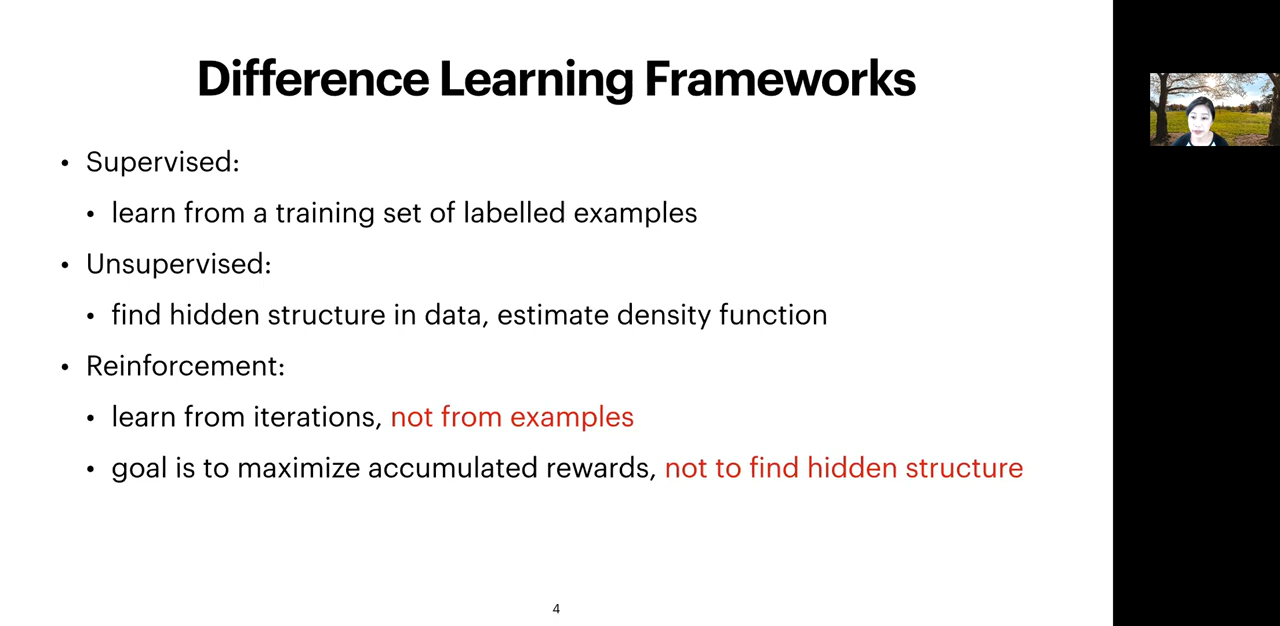 Difference Learning Frameworks
• Supervised:
• learn from a training set of labelled examples
• Unsupervised:
• find hidden structure in data, estimate density function
• Reinforcement:
• learn from iterations, not from examples
• goal is to maximize accumulated rewards, not to find hidden structure
4